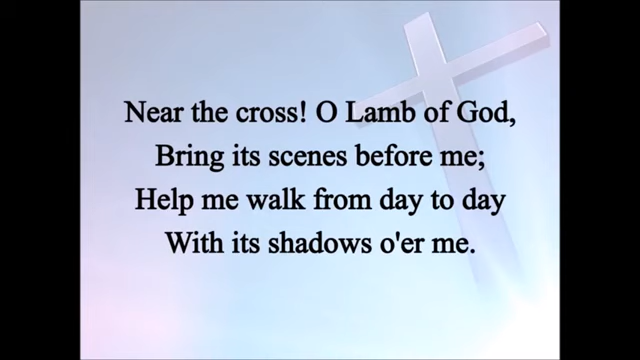 Near the cross! O Lamb of God,
Bring its scenes before me;
Help me walk from day to day
With its shadows o'er me.